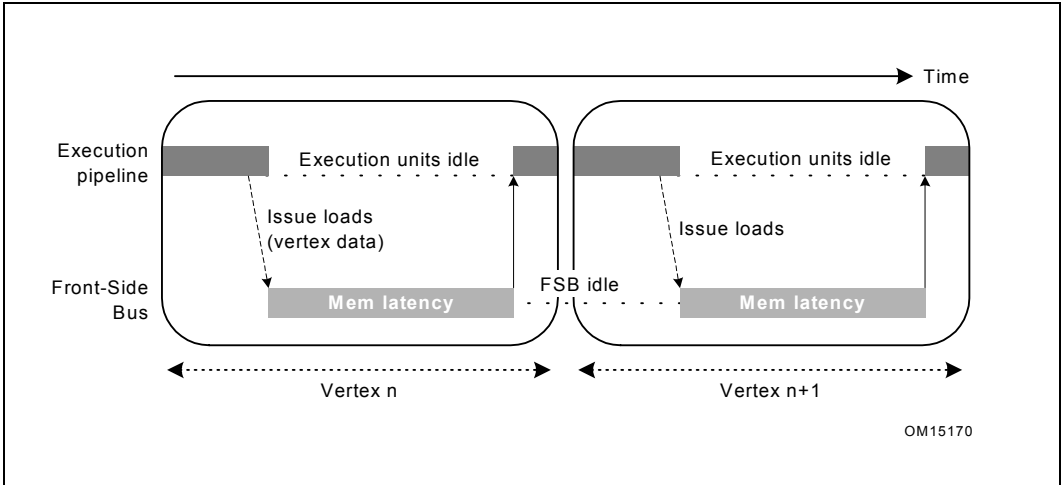 Time
Execution
pipeline
Execution units idle
Execution units idle
Issue loads
(vertex data)
Issue loads
Front-Side
Bus
Mem latency
FSB idle
Mem latency
Vertex n
Vertex n+1
OM15170